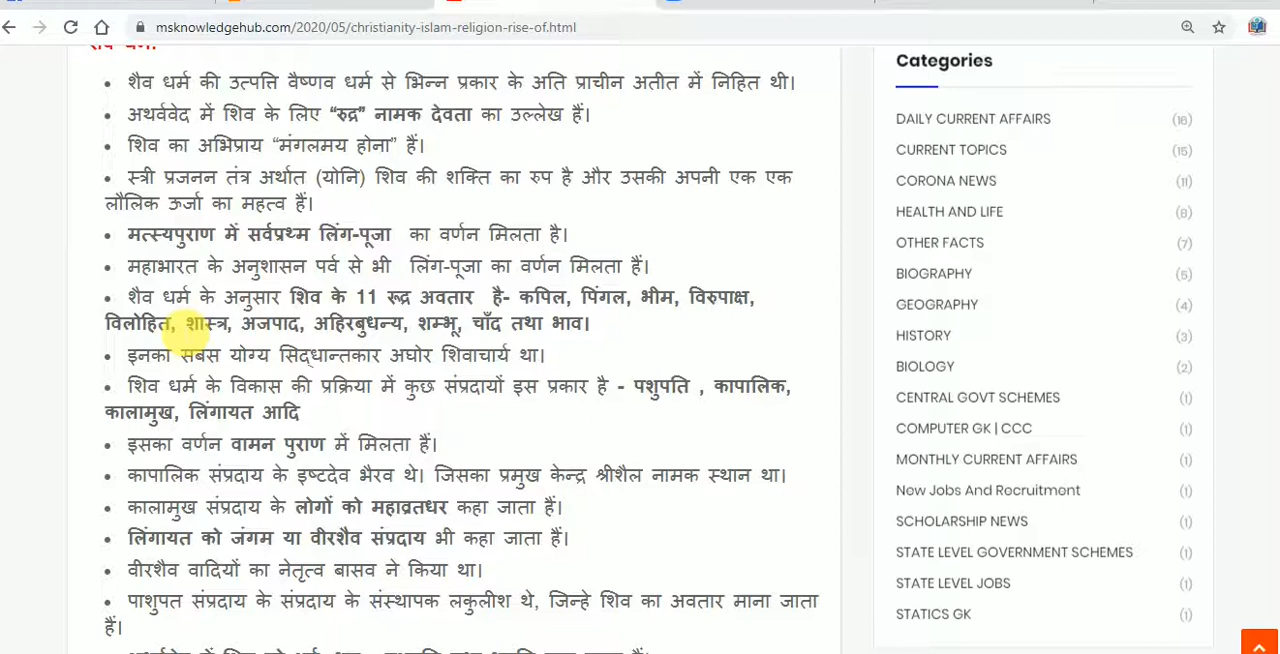 msknowledgehub.com/2020/05/christianity-islam-religion-rise-of.html
• शैव धर्म की उत्पत्ति वैष्णव धर्म से भिन्न प्रकार के अति प्राचीन अतीत में निहित थी।
• अथर्ववेद में शिव के लिए “रुद्र” नामक देवता का उल्लेख हैं।
• शिव का अभिप्राय “मंगलमय होना” हैं।
• स्त्री प्रजनन तंत्र अर्थात (योनि) शिव की शक्ति का रुप है और उसकी अपनी एक एक
लौलिक ऊर्जा का महत्व हैं।
• मत्स्यपुराण में सर्वप्रथ्म लिंग-पूजा का वर्णन मिलता है।
• महाभारत के अनुशासन पर्व से भी लिंग-पूजा का वर्णन मिलता हैं।
• शैव धर्म के अनुसार शिव के 11 रूद्र अवतार है- कपिल, पिंगल, भीम, विरुपाक्ष,
विलोहित, शास्त्र, अजपाद, अहिरबुधन्य, शम्भू, चाँद तथा भाव।
• इनका सबस योग्य सिद्धान्तकार अघोर शिवाचार्य था।
• शिव धर्म के विकास की प्रक्रिया में कुछ संप्रदायों इस प्रकार है - पशुपति , कापालिक,
कालामुख, लिंगायत आदि
• इसका वर्णन वामन पुराण में मिलता हैं।
• कापालिक संप्रदाय के इष्टदेव भैरव थे। जिसका प्रमुख केन्द्र श्रीशैल नामक स्थान था।
• कालामुख संप्रदाय के लोगों को महाव्रतधर कहा जाता हैं।
• लिंगायत को जंगम या वीरशैव संप्रदाय भी कहा जाता हैं।
• वीरशैव वादियों का नेतृत्व बासव ने किया था।
• पाशुपत संप्रदाय के संप्रदाय के संस्थापक लकुलीश थे, जिन्हे शिव का अवतार माना जाता
हैं।
Categories
DAILY CURRENT AFFAIRS (16)
CURRENT TOPICS (15)
CORONA NEWS (11)
HEALTH AND LIFE (8)
OTHER FACTS (7)
BIOGRAPHY (5)
GEOGRAPHY (4)
HISTORY (3)
BIOLOGY (2)
CENTRAL GOVT SCHEMES (1)
COMPUTER GK | CCC (1)
MONTHLY CURRENT AFFAIRS (1)
New Jobs And Recruitment (1)
SCHOLARSHIP NEWS (1)
STATE LEVEL GOVERNMENT SCHEMES (1)
STATE LEVEL JOBS (1)
STATICS GK (1)